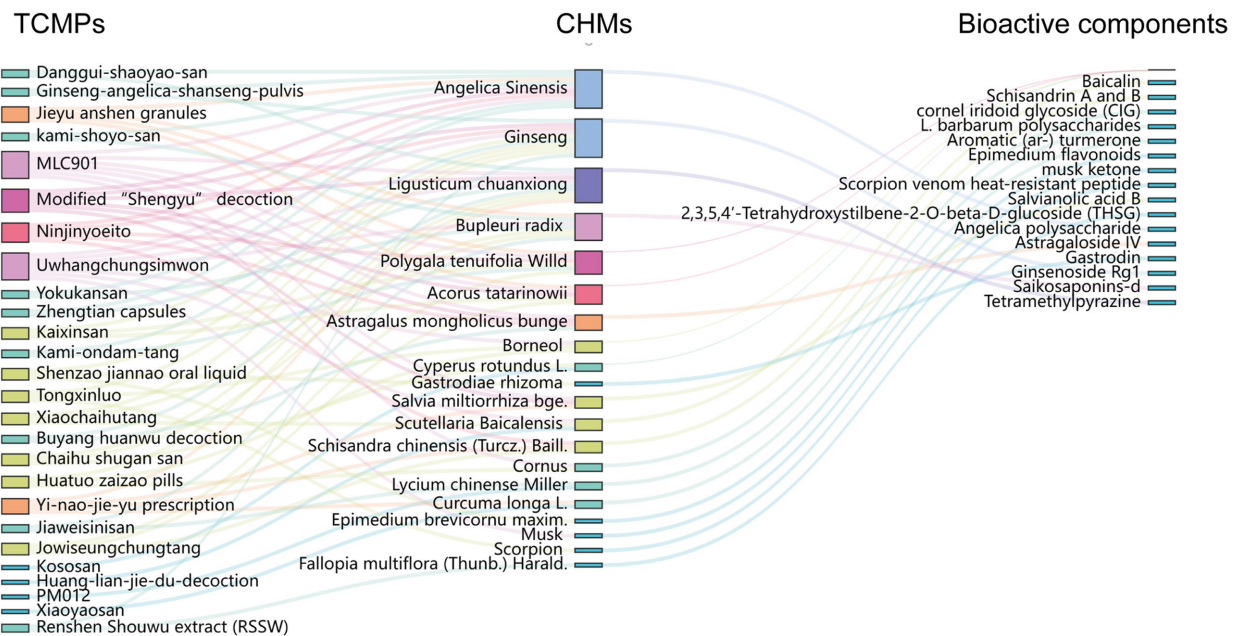 TCMPs
CHMs
Bioactive components
Danggui-shaoyao-san
Ginseng-angelica-shanseng-pulvis
Jieyu anshen granules
kami-shoyo-san
MLC901
Modified “Shengyu” decoction
Ninjinyoeito
Uwhangchungsimwon
Yokukansan
Zhengtian capsules
Kaixinsan
Kami-ondam-tang
Shenzao jiannao oral liquid
Tongxinluo
Xiaochaihutang
Buyang huanwu decoction
Chaihu shugan san
Huatuo zaizao pills
Yi-nao-jie-yu prescription
Jiaweisinisan
Jowiseungchungtang
Kososan
Huang-lian-jie-du-decoction
PM012
Xiaoyaosan
Renshen Shouwu extract (RSSW)
Angelica Sinensis
Ginseng
Ligusticum chuanxiong
Bupleuri radix
Polygala tenuifolia Willd
Acorus tatarinowii
Astragalus mongholicus bunge
Borneol
Cyperus rotundus L.
Gastrodiae rhizoma
Salvia miltiorrhiza bge.
Scutellaria Baicalensis
Schisandra chinensis (Turcz.) Baill.
Cornus
Lycium chinense Miller
Curcuma longa L.
Epimedium brevicornu maxim.
Musk
Scorpion
Fallopia multiflora (Thunb.) Harald.
Baicalin
Schisandrin A and B
cornel iridoid glycoside (CIG)
L. barbarum polysaccharides
Aromatic (ar-) turmerone
Epimedium flavonoids
musk ketone
Scorpion venom heat-resistant peptide
Salvianolic acid B
2,3,5,4′-Tetrahydroxystilbene-2-O-beta-D-glucoside (THSG)
Angelica polysaccharide
Astragaloside IV
Gastrodin
Ginsenoside Rg1
Saikosaponins-d
Tetramethylpyrazine